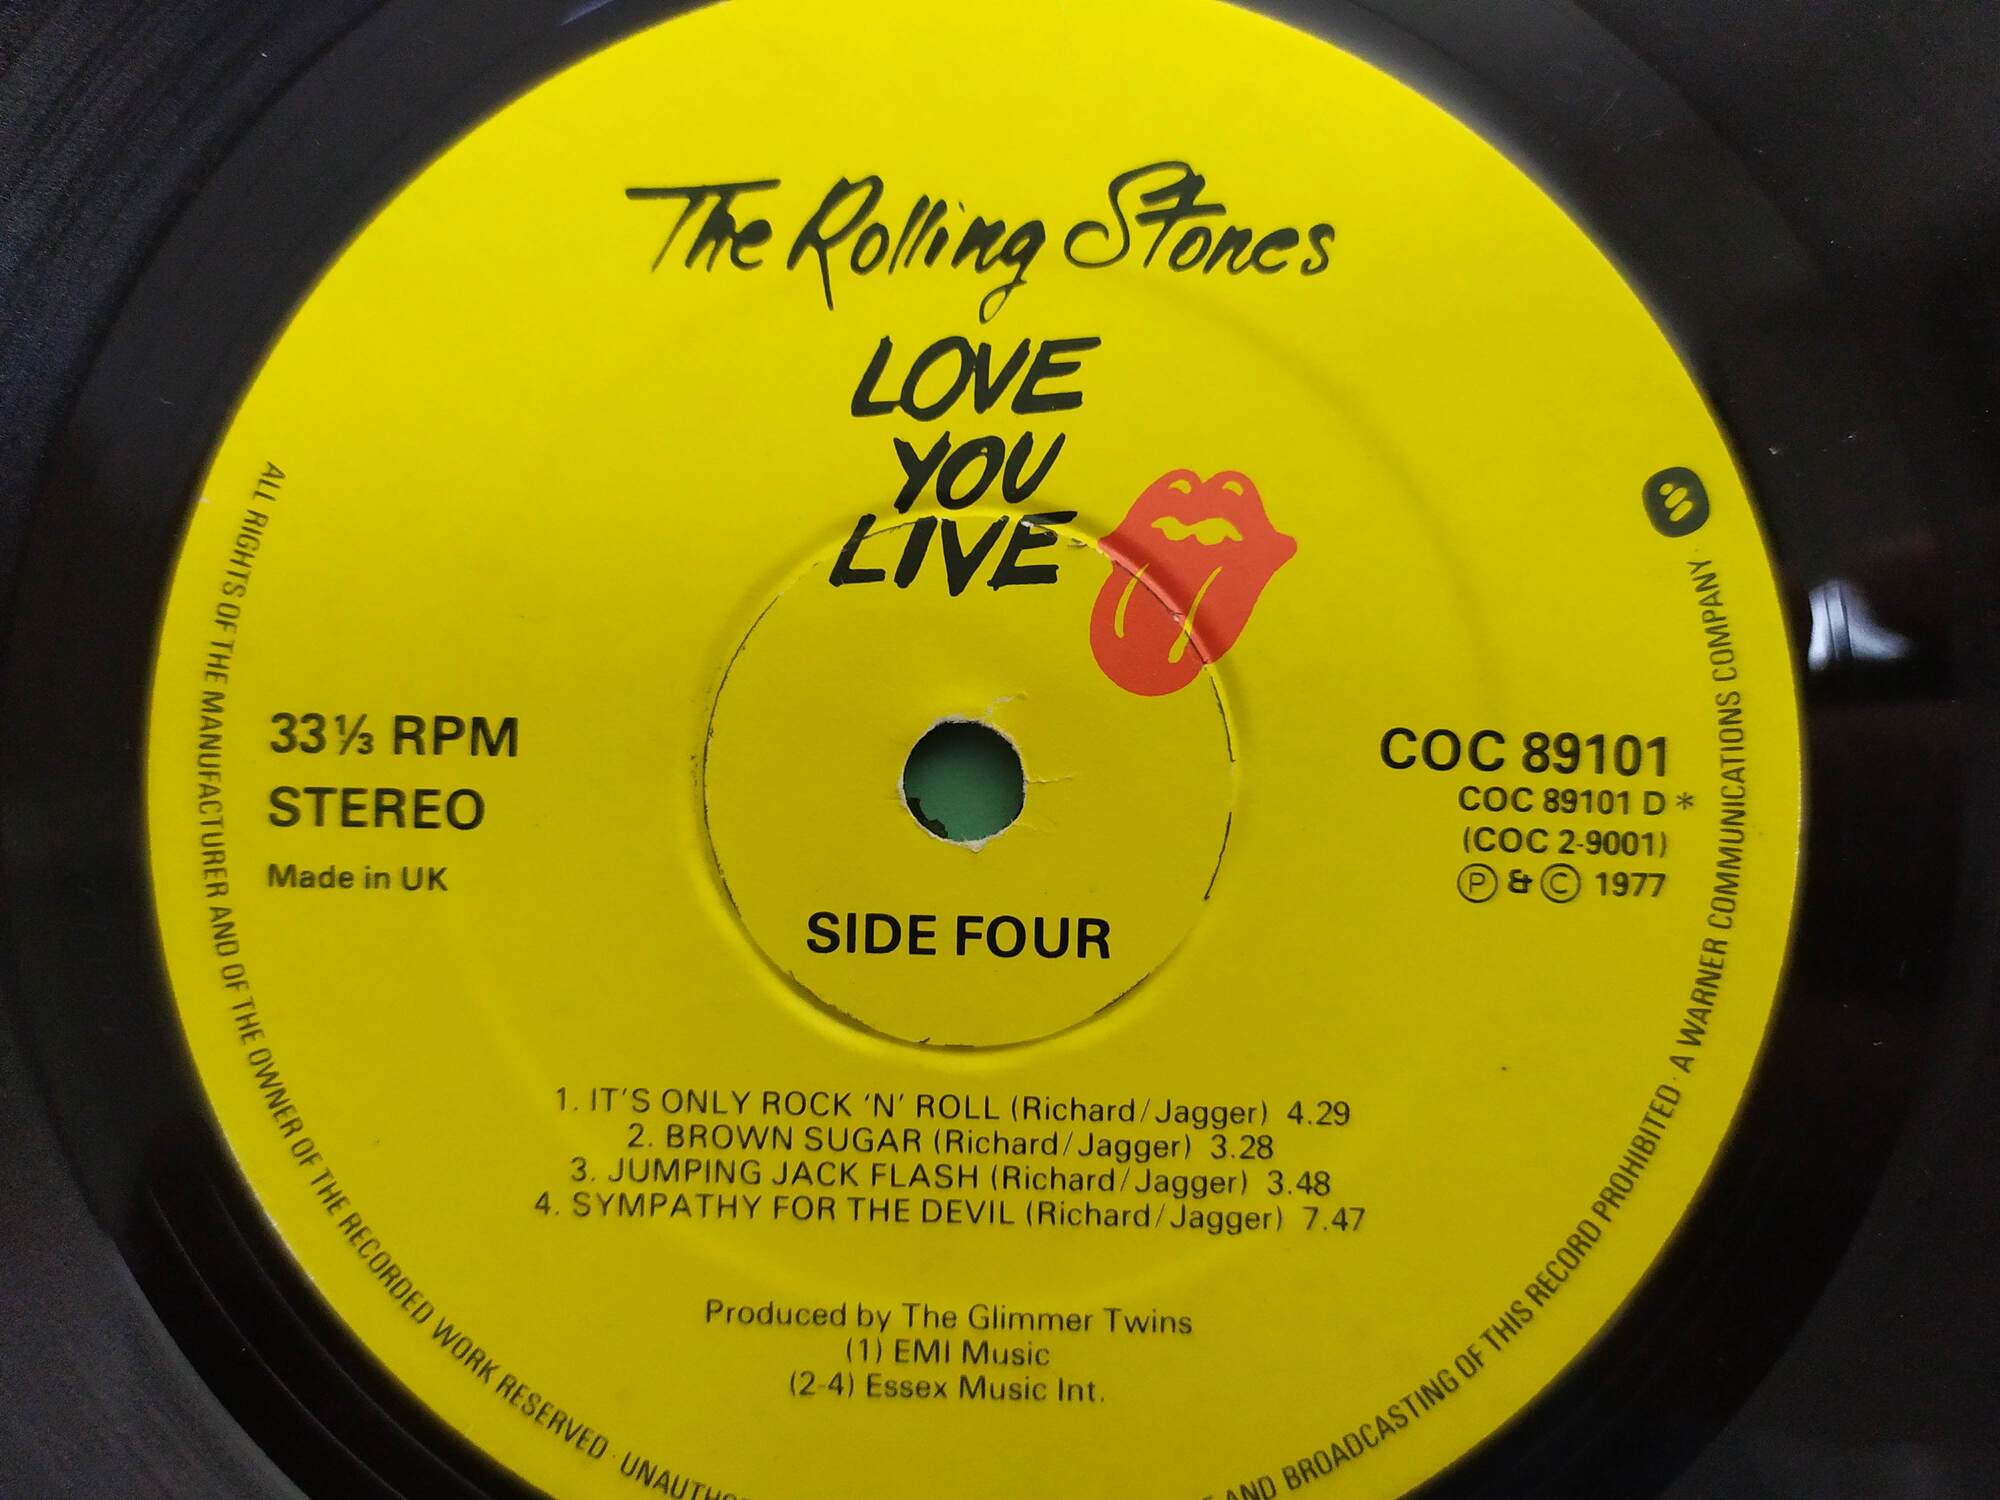 The Rolling Stones
LOVE
YOU
LIVE
33⅓ RPM
STEREO
Made in UK
COC 89101
COC 89101 D *
(COC 2-9001)
Ⓟ & © 1977
SIDE FOUR
1. IT'S ONLY ROCK 'N' ROLL (Richard/Jagger) 4.29
2. BROWN SUGAR (Richard/Jagger) 3.28
3. JUMPING JACK FLASH (Richard/Jagger) 3.48
4. SYMPATHY FOR THE DEVIL (Richard/Jagger) 7.47
Produced by The Glimmer Twins
(1) EMI Music
(2-4) Essex Music Int.
ALL RIGHTS OF THE MANUFACTURER AND OF THE OWNER OF THE RECORDED WORK RESERVED · AND BROADCASTING OF THIS RECORD PROHIBITED · A WARNER COMMUNICATIONS COMPANY ·